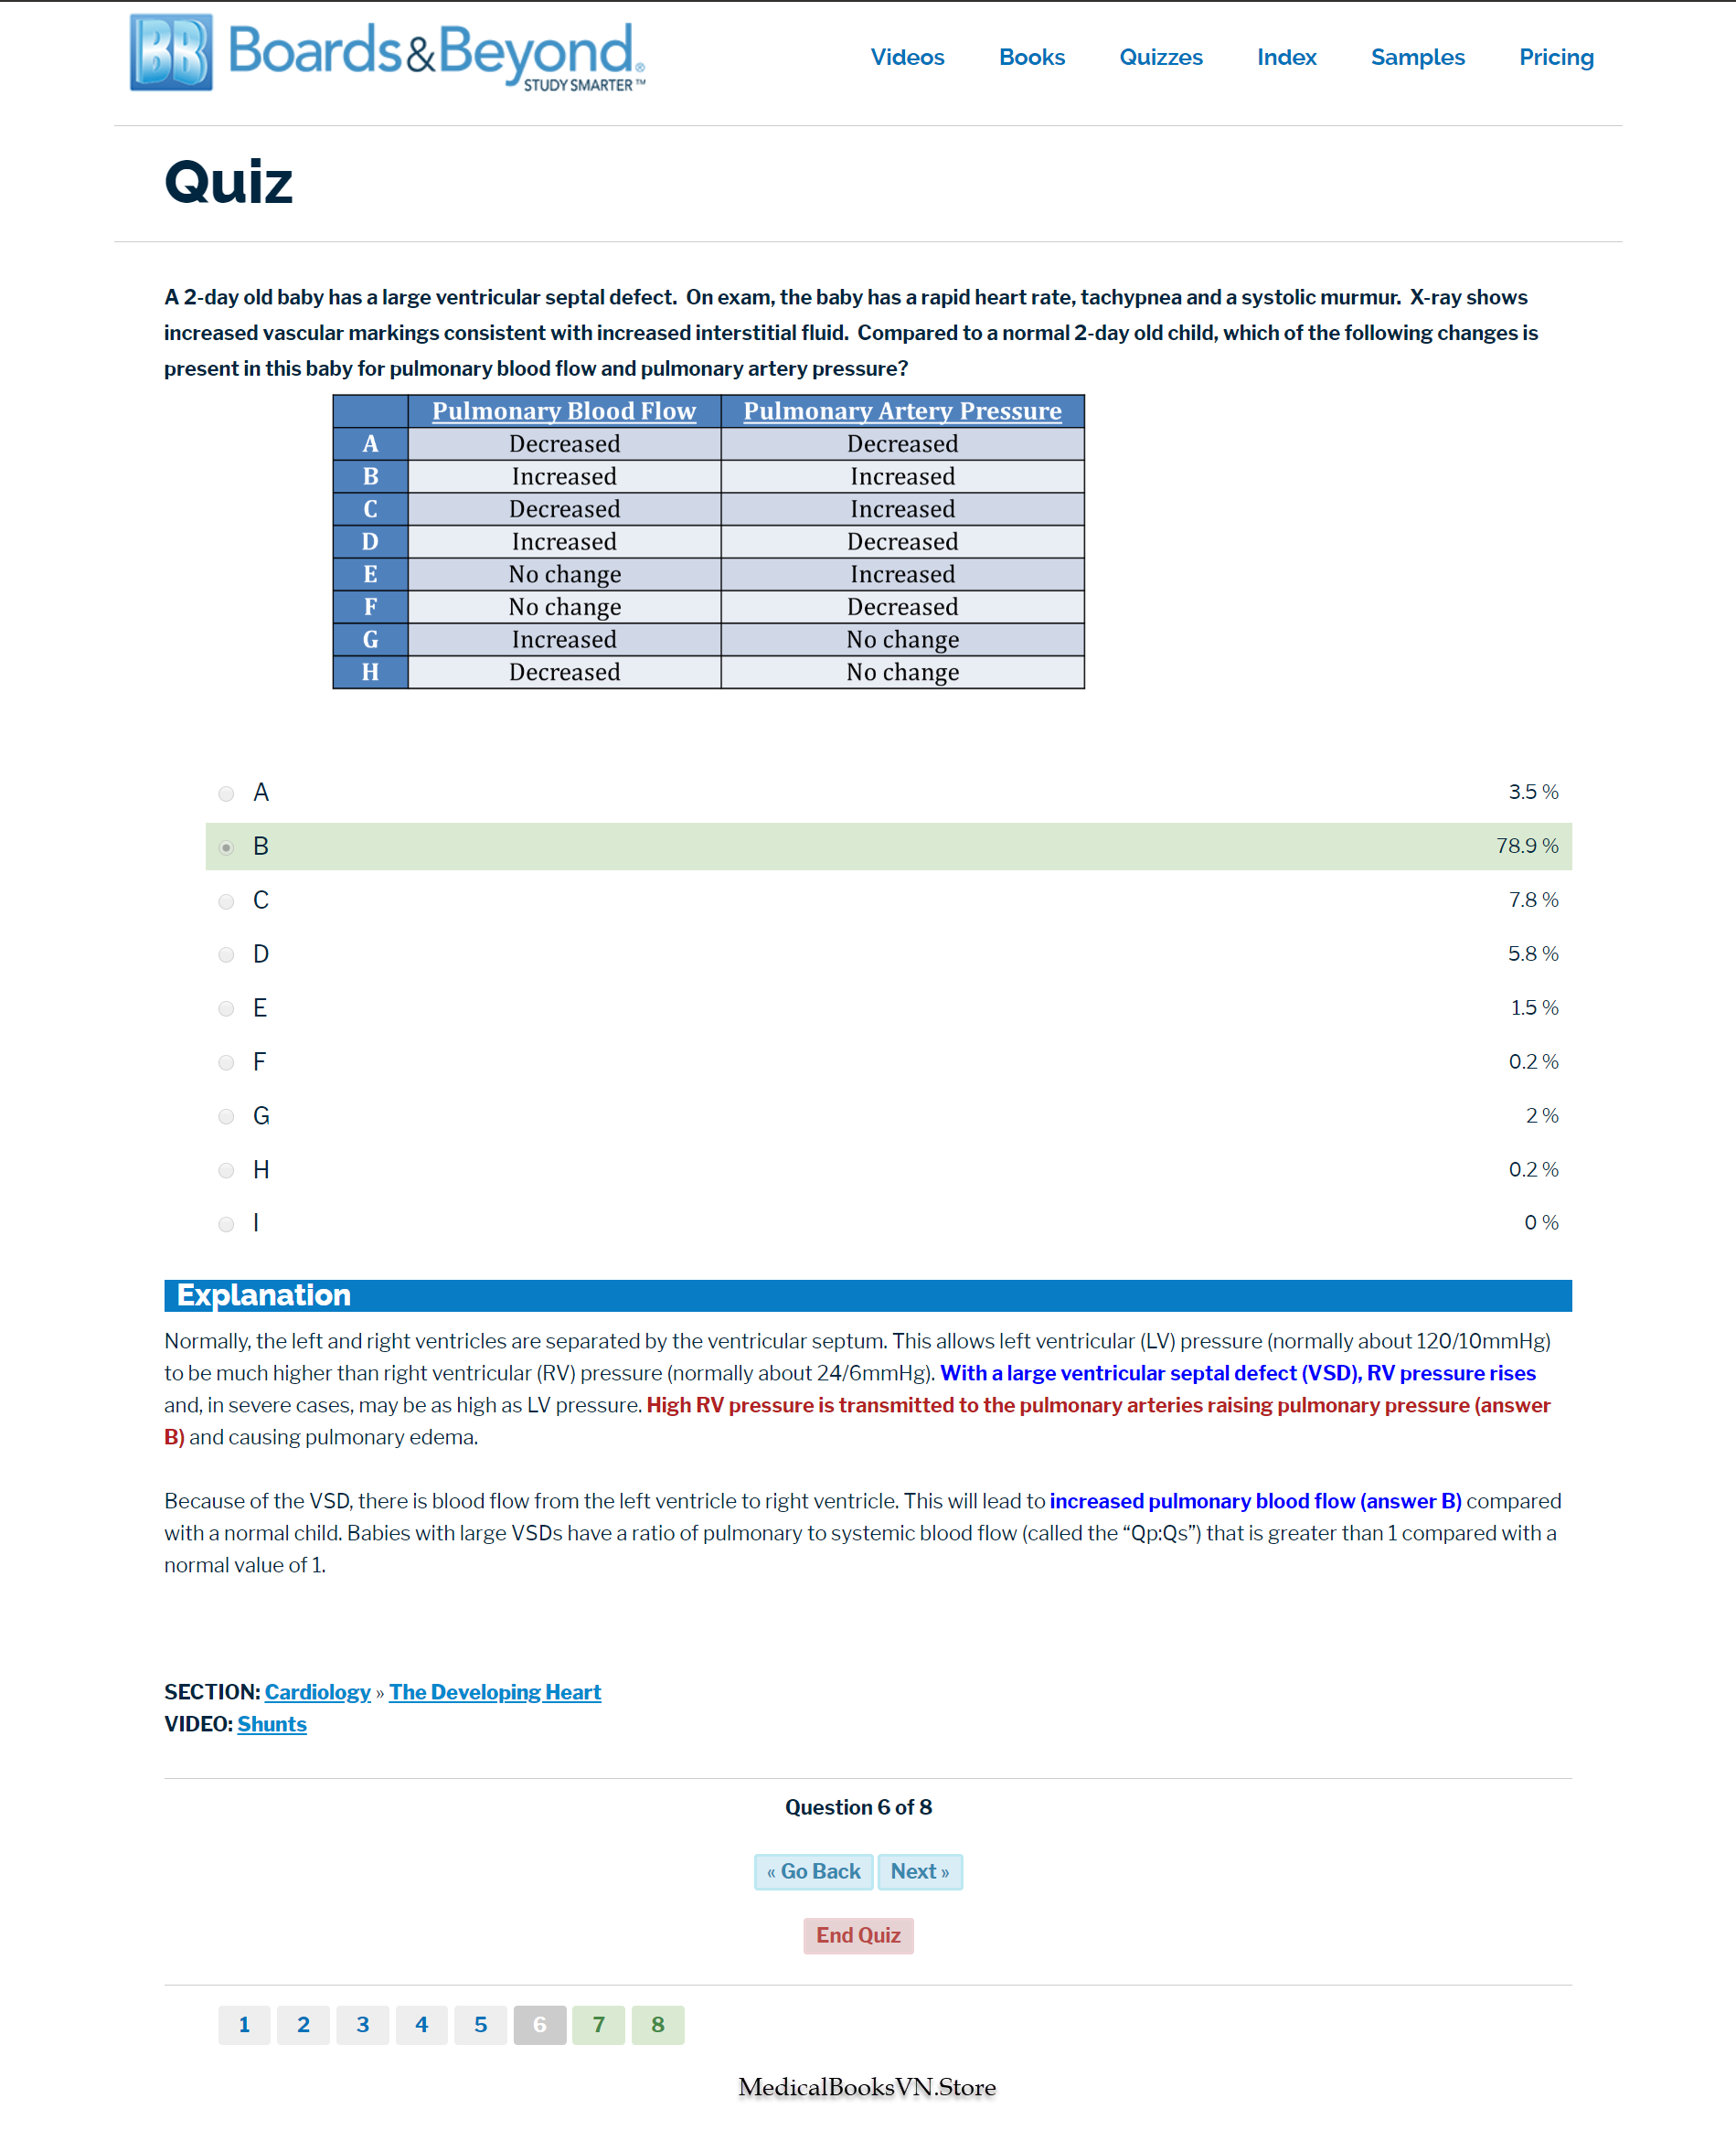 BB Boards&Beyond®
STUDY SMARTER™
Videos Books Quizzes Index Samples Pricing
Quiz
A 2-day old baby has a large ventricular septal defect. On exam, the baby has a rapid heart rate, tachypnea and a systolic murmur. X-ray shows
increased vascular markings consistent with increased interstitial fluid. Compared to a normal 2-day old child, which of the following changes is
present in this baby for pulmonary blood flow and pulmonary artery pressure?
Pulmonary Blood Flow Pulmonary Artery Pressure
A Decreased Decreased
B Increased Increased
C Decreased Increased
D Increased Decreased
E No change Increased
F No change Decreased
G Increased No change
H Decreased No change
A 3.5 %
B 78.9 %
C 7.8 %
D 5.8 %
E 1.5 %
F 0.2 %
G 2 %
H 0.2 %
I 0 %
Explanation
Normally, the left and right ventricles are separated by the ventricular septum. This allows left ventricular (LV) pressure (normally about 120/10mmHg)
to be much higher than right ventricular (RV) pressure (normally about 24/6mmHg). With a large ventricular septal defect (VSD), RV pressure rises
and, in severe cases, may be as high as LV pressure. High RV pressure is transmitted to the pulmonary arteries raising pulmonary pressure (answer
B) and causing pulmonary edema.
Because of the VSD, there is blood flow from the left ventricle to right ventricle. This will lead to increased pulmonary blood flow (answer B) compared
with a normal child. Babies with large VSDs have a ratio of pulmonary to systemic blood flow (called the “Qp:Qs”) that is greater than 1 compared with a
normal value of 1.
SECTION: Cardiology » The Developing Heart
VIDEO: Shunts
Question 6 of 8
« Go Back Next »
End Quiz
1 2 3 4 5 6 7 8
MedicalBooksVN.Store